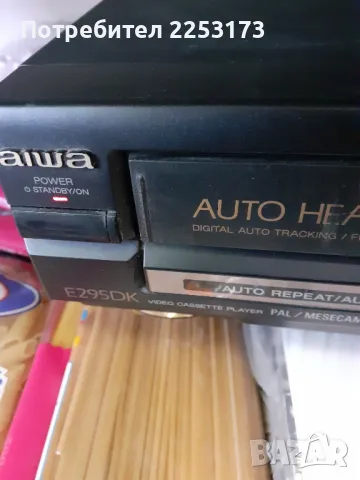 Потребител 2253173
aiwa
POWER
STANDBY/ON
AUTO HEA
DIGITAL AUTO TRACKING /
E295DK
/AUTO REPEAT/AU
VIDEO CASSETTE PLAYER PAL/MESECAM
BAZAR